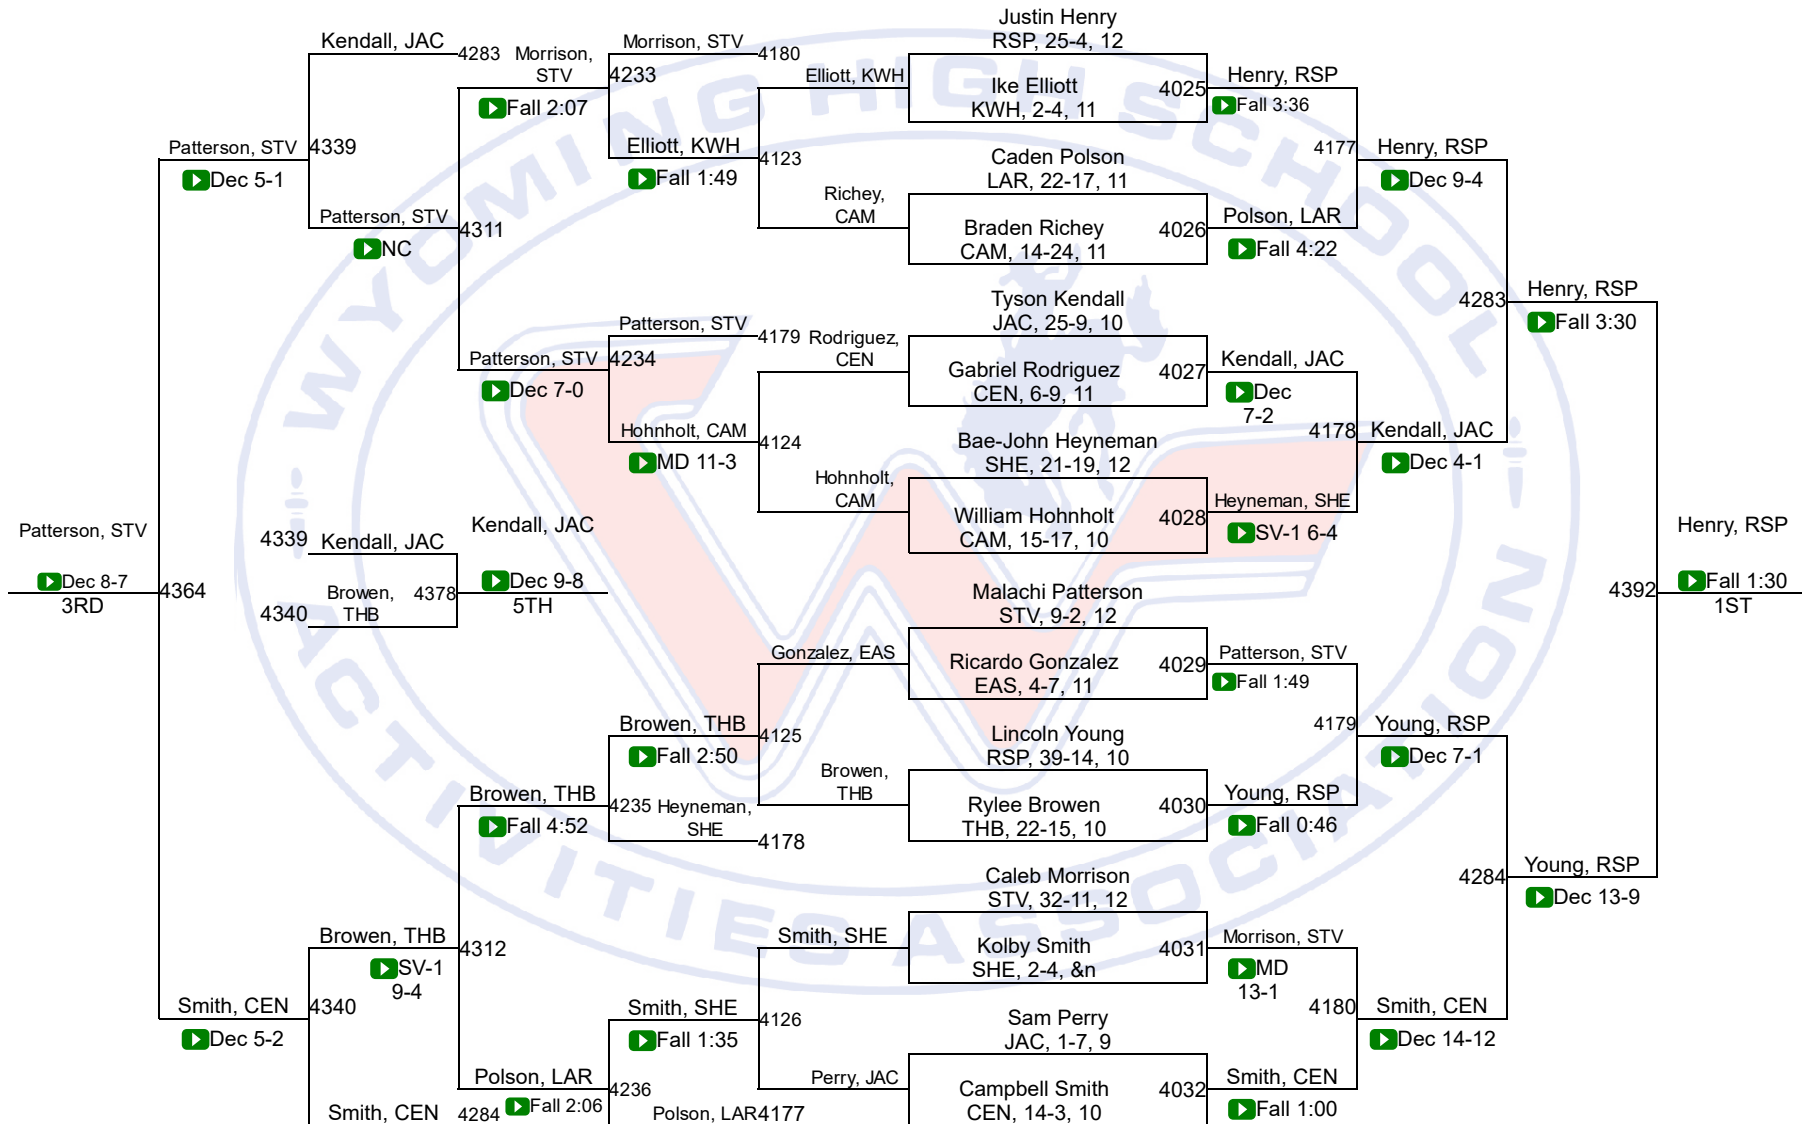 Justin Henry
RSP, 25-4, 12
Kendall, JAC
4283
Morrison,
STV
Morrison, STV
4180
4233
Elliott, KWH
Ike Elliott
KWH, 2-4, 11
4025
Henry, RSP
Fall 3:36
Fall 2:07
Patterson, STV
4339
Dec 5-1
Elliott, KWH
4123
Fall 1:49
Caden Polson
LAR, 22-17, 11
4177
Henry, RSP
Dec 9-4
Richey,
CAM
Patterson, STV
4311
NC
Braden Richey
CAM, 14-24, 11
4026
Polson, LAR
Fall 4:22
Tyson Kendall
JAC, 25-9, 10
4283
Henry, RSP
Fall 3:30
Patterson, STV
4179
Rodriguez,
CEN
Patterson, STV
4234
Dec 7-0
Gabriel Rodriguez
CEN, 6-9, 11
4027
Kendall, JAC
Dec
7-2
Hohnholt, CAM
4124
MD 11-3
Bae-John Heyneman
SHE, 21-19, 12
4178
Kendall, JAC
Dec 4-1
Hohnholt,
CAM
William Hohnholt
CAM, 15-17, 10
4028
Heyneman, SHE
SV-1 6-4
Patterson, STV
Dec 8-7
3RD
4364
4339
Kendall, JAC
4340
Browen,
THB
4378
Kendall, JAC
Dec 9-8
5TH
Henry, RSP
4392
Fall 1:30
1ST
Malachi Patterson
STV, 9-2, 12
Gonzalez, EAS
Ricardo Gonzalez
EAS, 4-7, 11
4029
Patterson, STV
Fall 1:49
Browen, THB
4125
Fall 2:50
Lincoln Young
RSP, 39-14, 10
4179
Young, RSP
Dec 7-1
Browen,
THB
Browen, THB
4235
Fall 4:52
Heyneman,
SHE
4178
Rylee Browen
THB, 22-15, 10
4030
Young, RSP
Fall 0:46
Caleb Morrison
STV, 32-11, 12
4284
Young, RSP
Dec 13-9
Browen, THB
4312
SV-1
9-4
Smith, SHE
Kolby Smith
SHE, 2-4, &n
4031
Morrison, STV
MD
13-1
Smith, CEN
4340
Dec 5-2
Smith, SHE
4126
Fall 1:35
Sam Perry
JAC, 1-7, 9
4180
Smith, CEN
Dec 14-12
Polson, LAR
4236
Fall 2:06
Perry, JAC
Campbell Smith
CEN, 14-3, 10
4032
Smith, CEN
Fall 1:00
Smith, CEN
4284
Polson, LAR
4177
WYOMING HIGH SCHOOL
ACTIVITIES ASSOCIATION